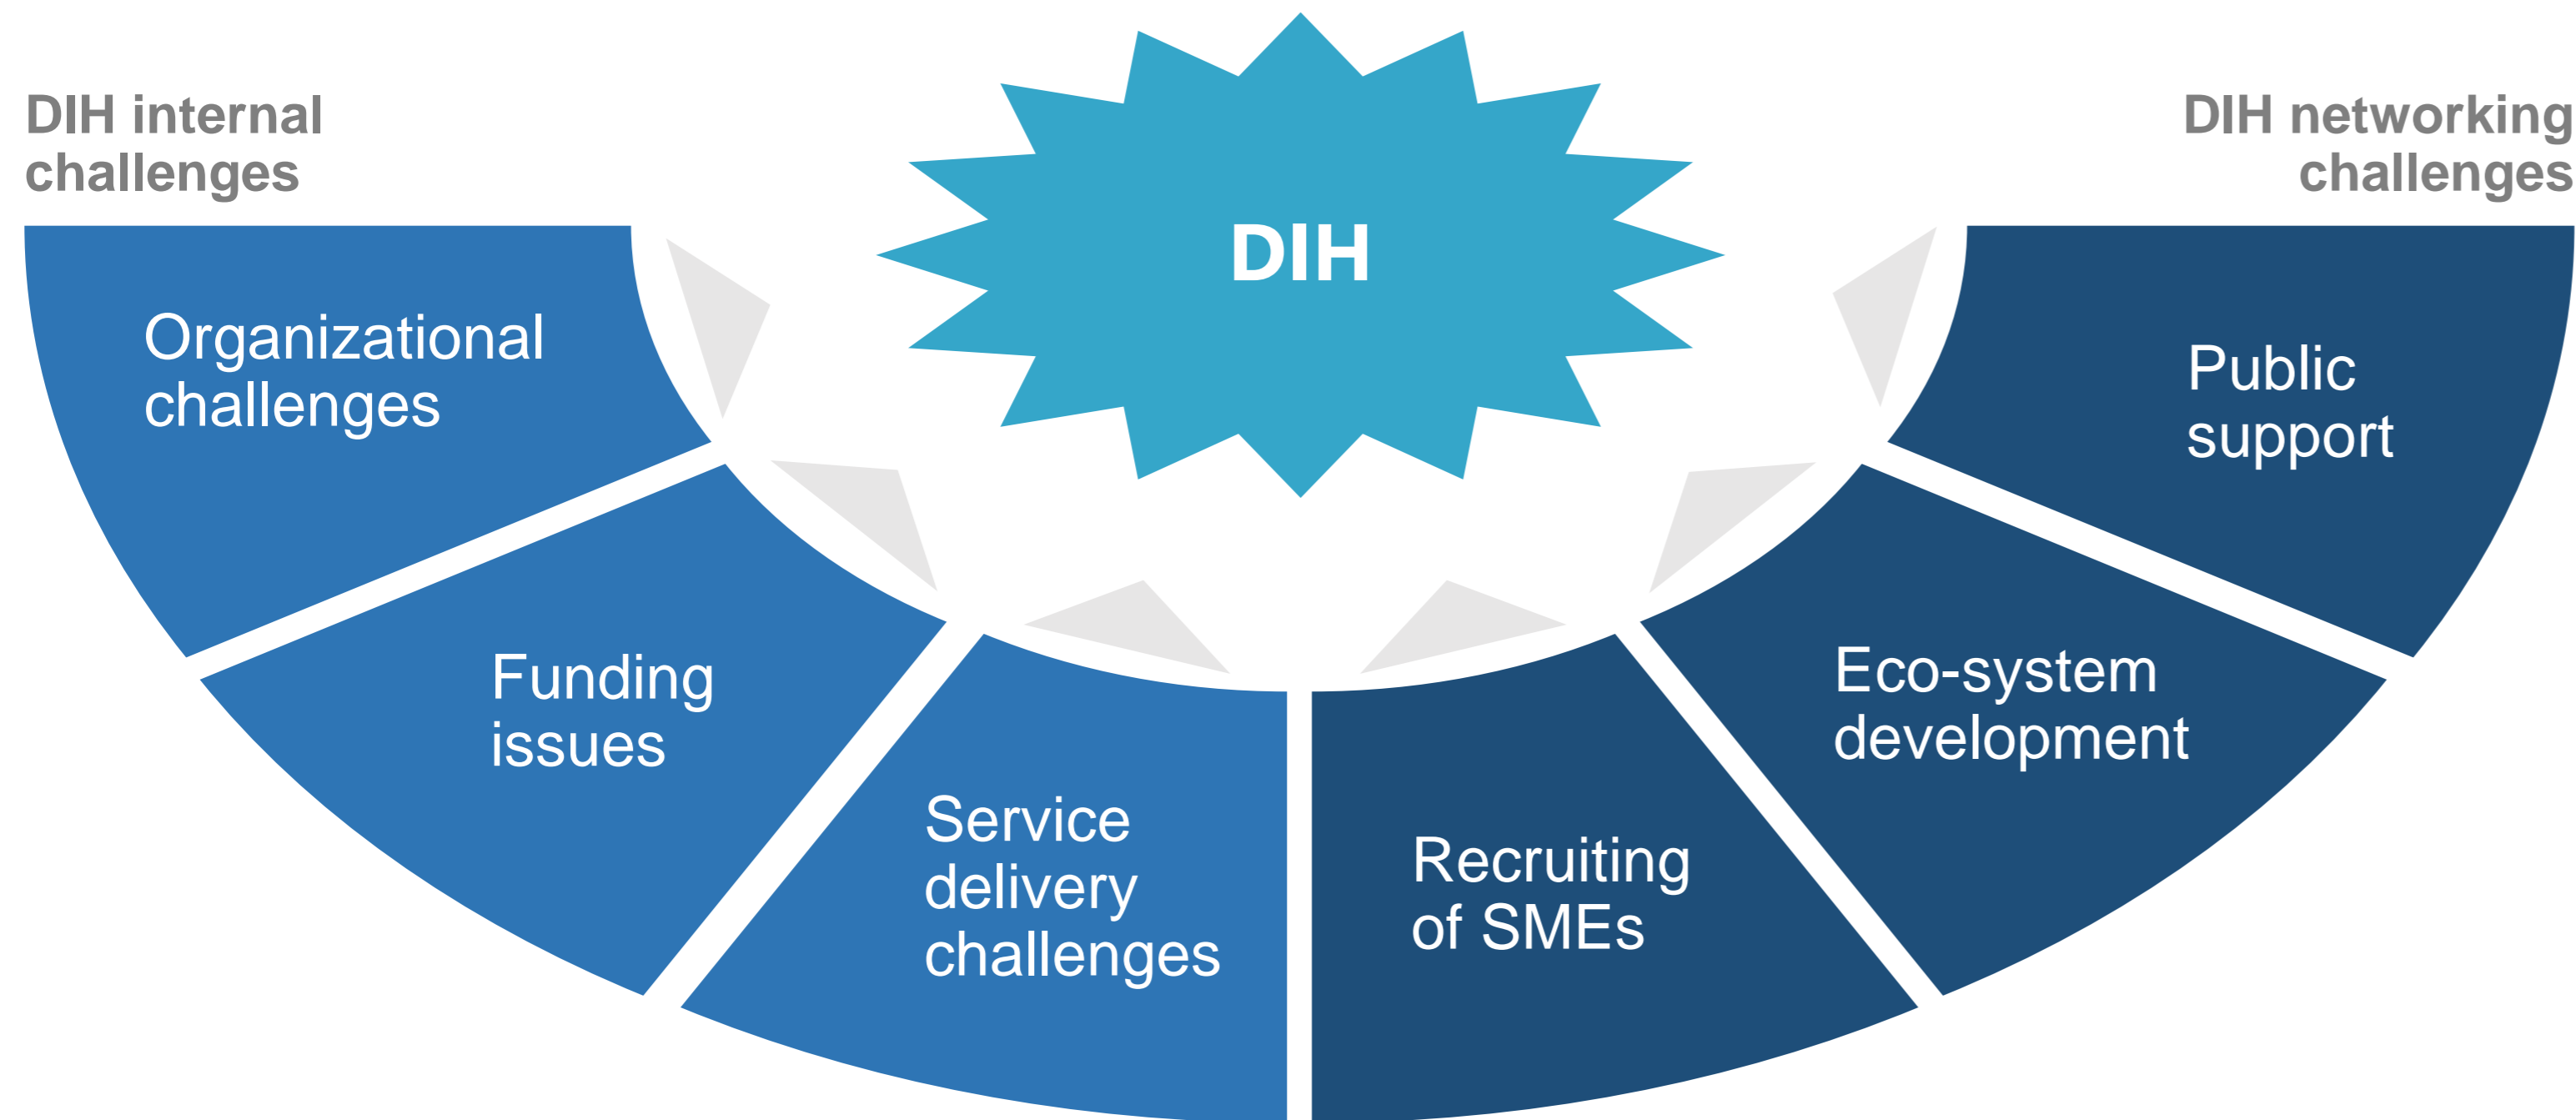 DIH internal
challenges
DIH
DIH networking
challenges
Organizational
challenges
Funding
issues
Service
delivery
challenges
Recruiting
of SMEs
Eco-system
development
Public
support